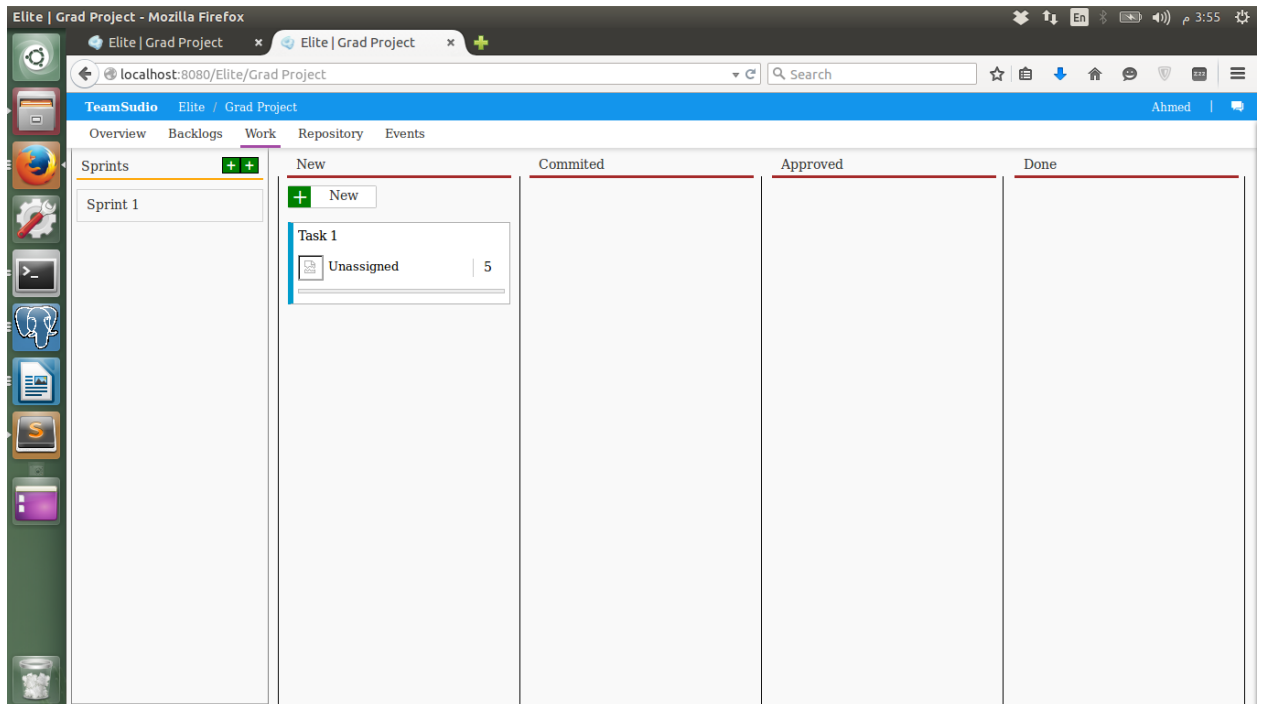 Elite | Grad Project - Mozilla Firefox
En
3:55 م
Elite | Grad Project
Elite | Grad Project
localhost:8080/Elite/Grad Project
Search
TeamSudio Elite / Grad Project
Ahmed |
Overview Backlogs Work Repository Events
Sprints
New
Commited
Approved
Done
Sprint 1
New
Task 1
Unassigned
5